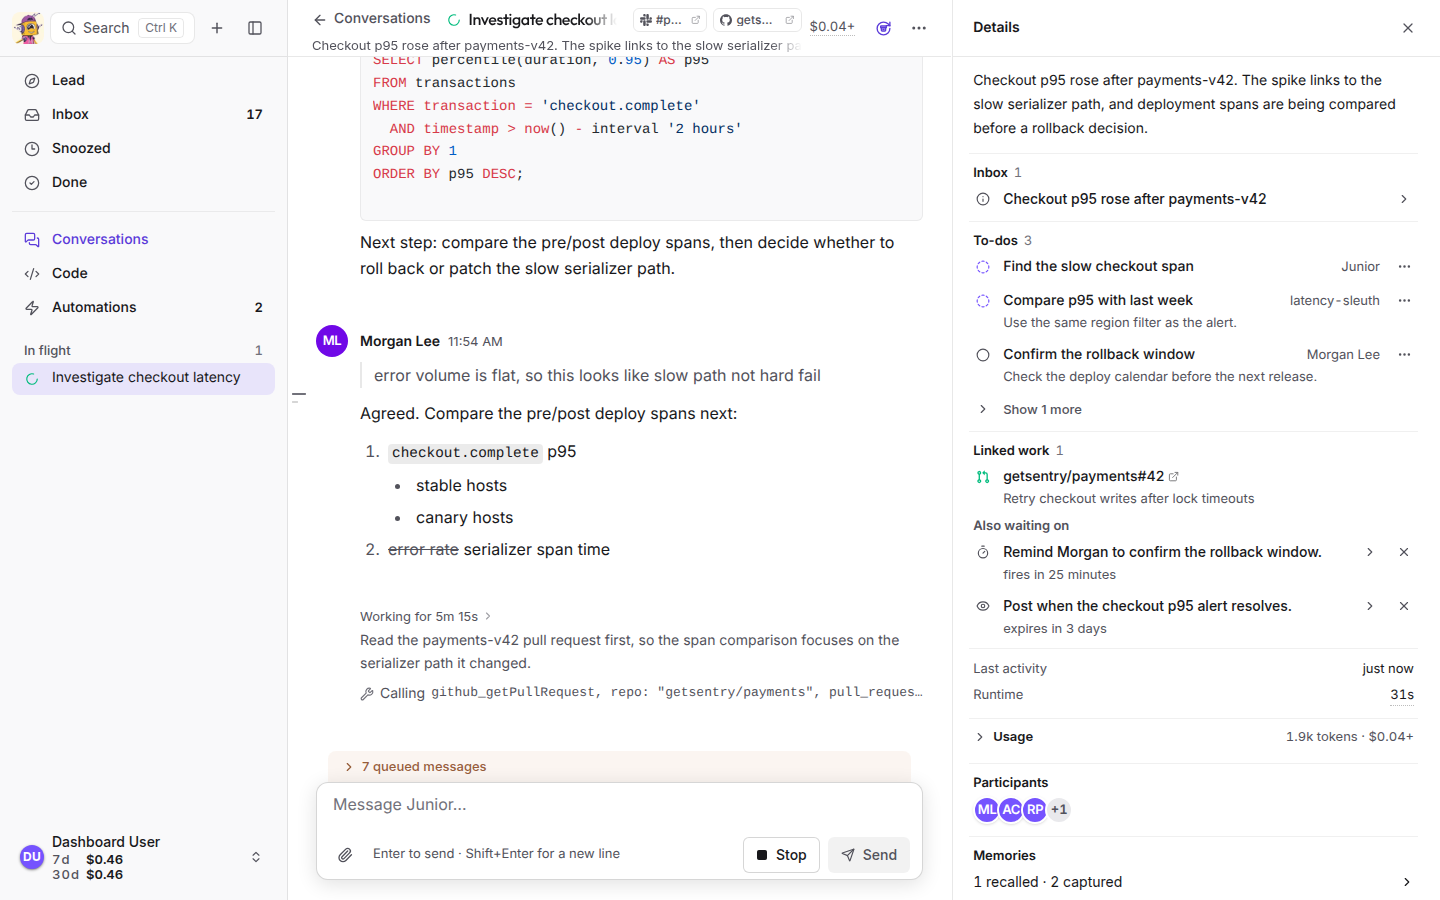 Search
Ctrl K
Lead
Inbox
17
Snoozed
Done
Conversations
Code
Automations
2
In flight
1
Investigate checkout latency
DU
Dashboard User
7d $0.46
30d $0.46
Conversations
Investigate checkout
#p...
gets...
$0.04+
Checkout p95 rose after payments-v42. The spike links to the slow serializer pa
SELECT percentile(duration, 0.95) AS p95
FROM transactions
WHERE transaction = 'checkout.complete'
AND timestamp > now() - interval '2 hours'
GROUP BY 1
ORDER BY p95 DESC;
Next step: compare the pre/post deploy spans, then decide whether to
roll back or patch the slow serializer path.
ML
Morgan Lee 11:54 AM
error volume is flat, so this looks like slow path not hard fail
Agreed. Compare the pre/post deploy spans next:
1. checkout.complete p95
• stable hosts
• canary hosts
2. error rate serializer span time
Working for 5m 15s
Read the payments-v42 pull request first, so the span comparison focuses on the
serializer path it changed.
Calling github_getPullRequest, repo: "getsentry/payments", pull_reques…
7 queued messages
Message Junior...
Enter to send · Shift+Enter for a new line
Stop
Send
Details
Checkout p95 rose after payments-v42. The spike links to the
slow serializer path, and deployment spans are being compared
before a rollback decision.
Inbox 1
Checkout p95 rose after payments-v42
To-dos 3
Find the slow checkout span
Junior
Compare p95 with last week
latency-sleuth
Use the same region filter as the alert.
Confirm the rollback window
Morgan Lee
Check the deploy calendar before the next release.
Show 1 more
Linked work 1
getsentry/payments#42
Retry checkout writes after lock timeouts
Also waiting on
Remind Morgan to confirm the rollback window.
fires in 25 minutes
Post when the checkout p95 alert resolves.
expires in 3 days
Last activity
just now
Runtime
31s
Usage
1.9k tokens · $0.04+
Participants
ML AC RP +1
Memories
1 recalled · 2 captured